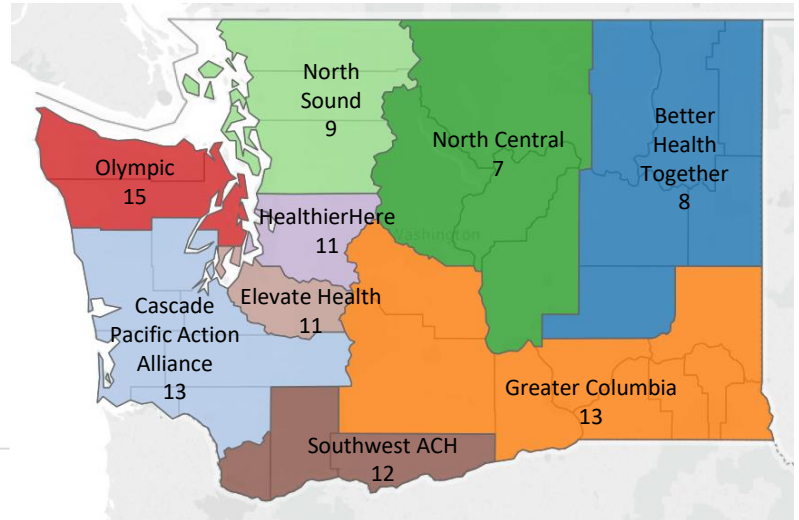 North
Sound
9
North Central
7
Better
Health
Together
8
Olympic
15
HealthierHere
11
Washington
Elevate Health
11
Cascade
Pacific Action
Alliance
13
Greater Columbia
13
Southwest ACH
12